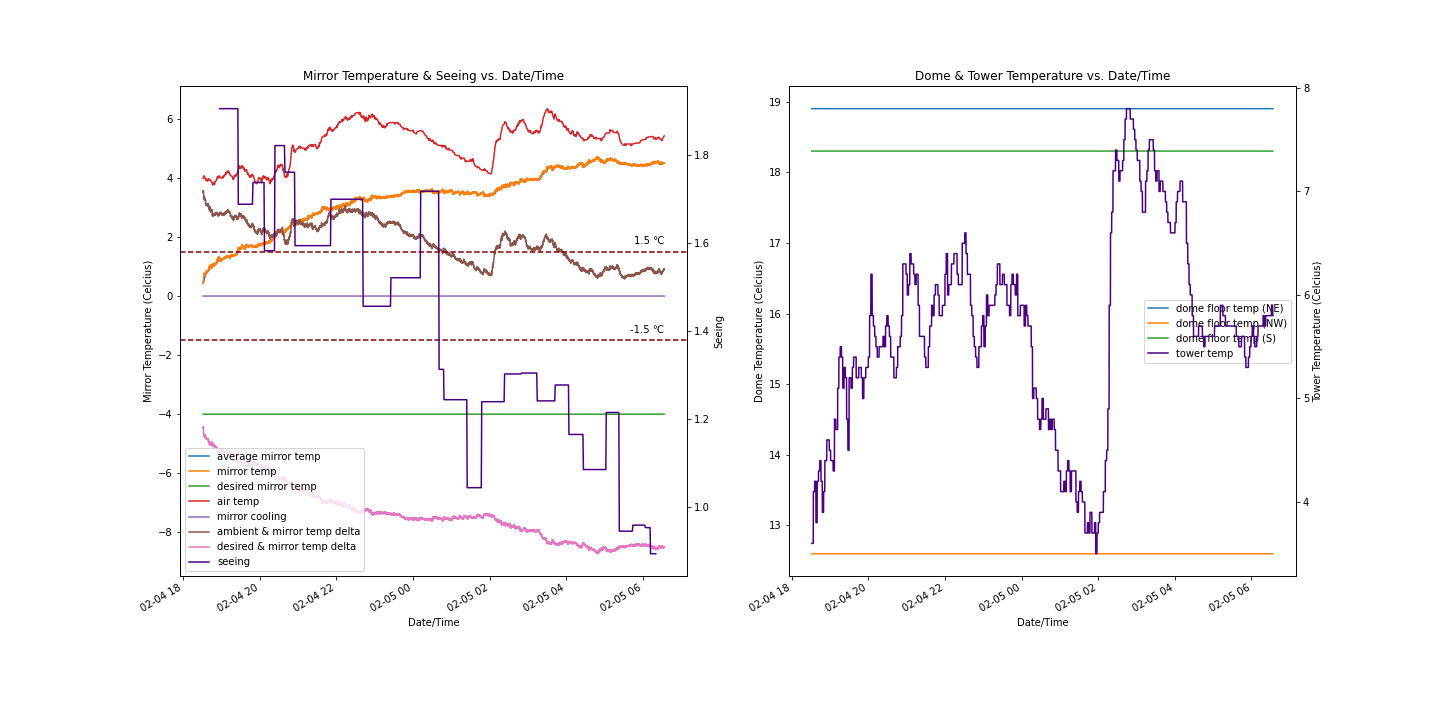 Mirror Temperature & Seeing vs. Date/Time
Mirror Temperature (Celcius)
6
4
2
0
−2
−4
−6
−8
1.5 °C
-1.5 °C
1.8
1.6
1.4
1.2
1.0
Seeing
average mirror temp
mirror temp
desired mirror temp
air temp
mirror cooling
ambient & mirror temp delta
desired & mirror temp delta
seeing
02-04 18
02-04 20
02-04 22
02-05 00
02-05 02
02-05 04
02-05 06
Date/Time
Dome & Tower Temperature vs. Date/Time
Dome Temperature (Celcius)
19
18
17
16
15
14
13
8
7
6
5
4
Tower Temperature (Celcius)
dome floor temp (NE)
dome floor temp (NW)
dome floor temp (S)
tower temp
02-04 18
02-04 20
02-04 22
02-05 00
02-05 02
02-05 04
02-05 06
Date/Time